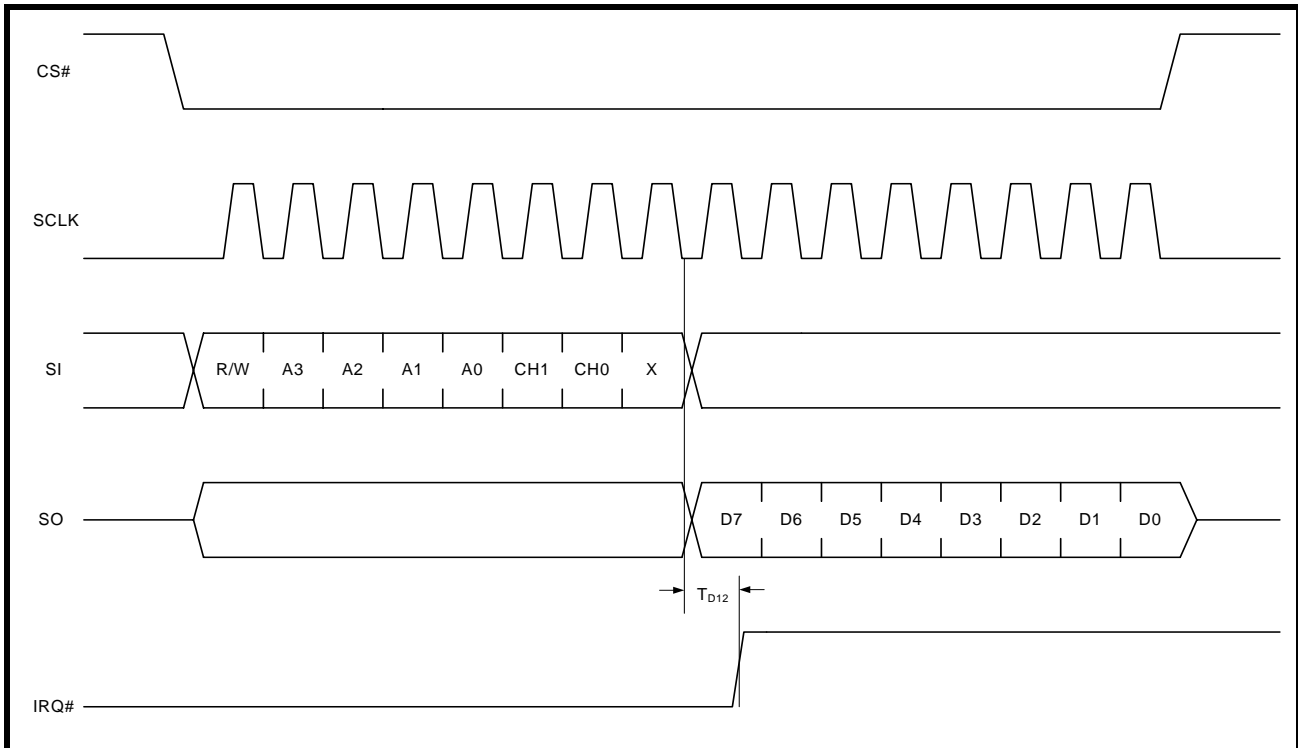 CS#
SCLK
SI R/W A3 A2 A1 A0 CH1 CH0 X
SO D7 D6 D5 D4 D3 D2 D1 D0
TD12
IRQ#